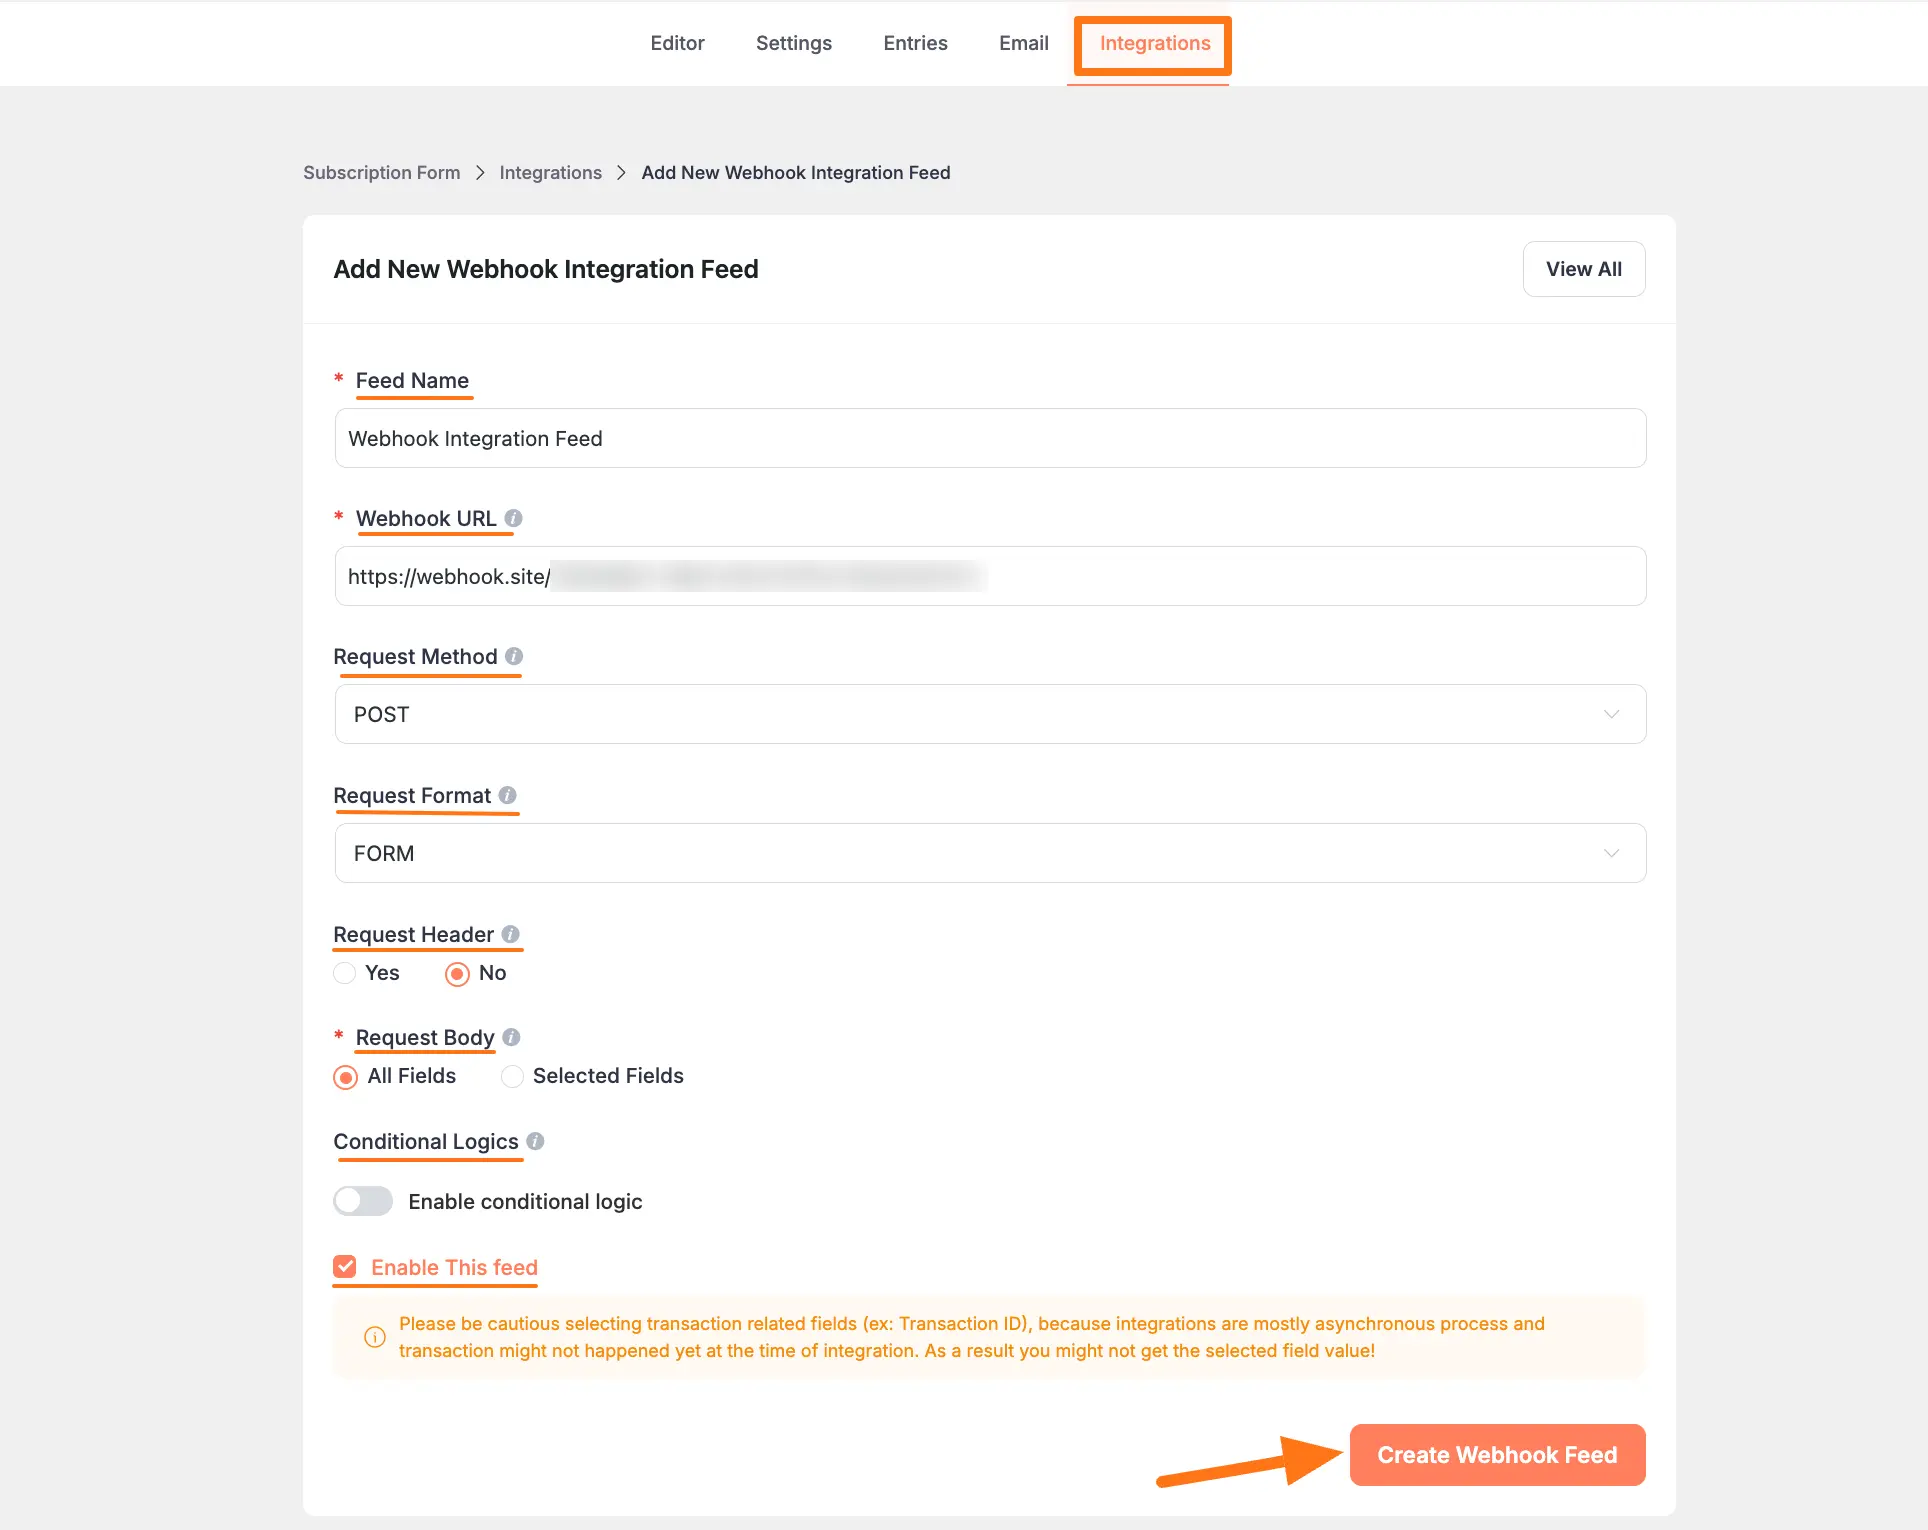 Editor Settings Entries Email Integrations
Subscription Form > Integrations > Add New Webhook Integration Feed
Add New Webhook Integration Feed
View All
* Feed Name
Webhook Integration Feed
* Webhook URL
https://webhook.site/
Request Method
POST
Request Format
FORM
Request Header
Yes No
* Request Body
All Fields Selected Fields
Conditional Logics
Enable conditional logic
Enable This feed
Please be cautious selecting transaction related fields (ex: Transaction ID), because integrations are mostly asynchronous process and
transaction might not happened yet at the time of integration. As a result you might not get the selected field value!
Create Webhook Feed